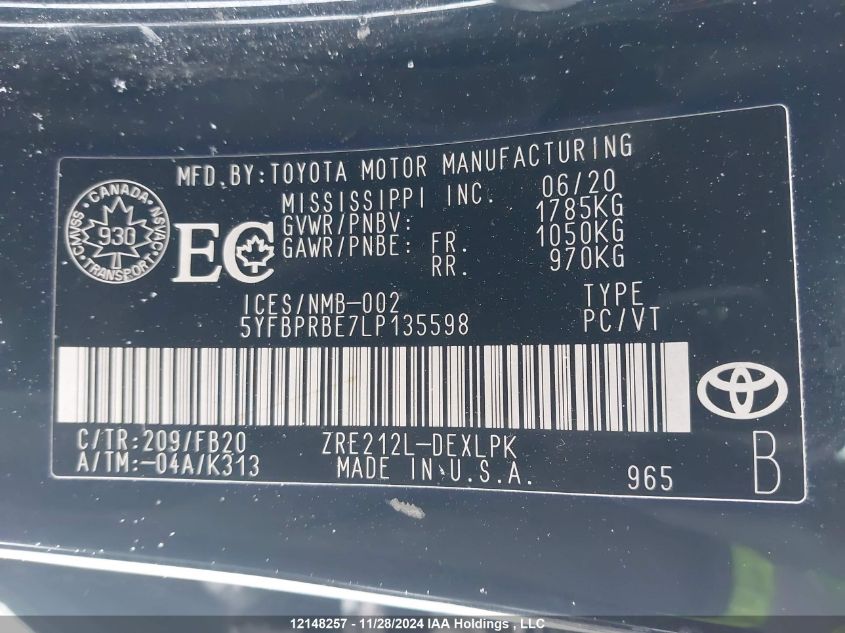 MFD. BY: TOYOTA MOTOR MANUFACTURING
MISSISSIPPI INC. 06/20
GVWR/PNBV: 1785KG
GAWR/PNBE: FR. 1050KG
RR. 970KG
CANADA
CMVSS 930 NSVAC
TRANSPORT
EC
ICES/NMB-002 TYPE
5YFBPRBE7LP135598 PC/VT
C/TR:209/FB20 ZRE212L-DEXLPK
A/TM:-04A/K313 MADE IN U.S.A. 965 B
12148257 - 11/28/2024 IAA Holdings , LLC